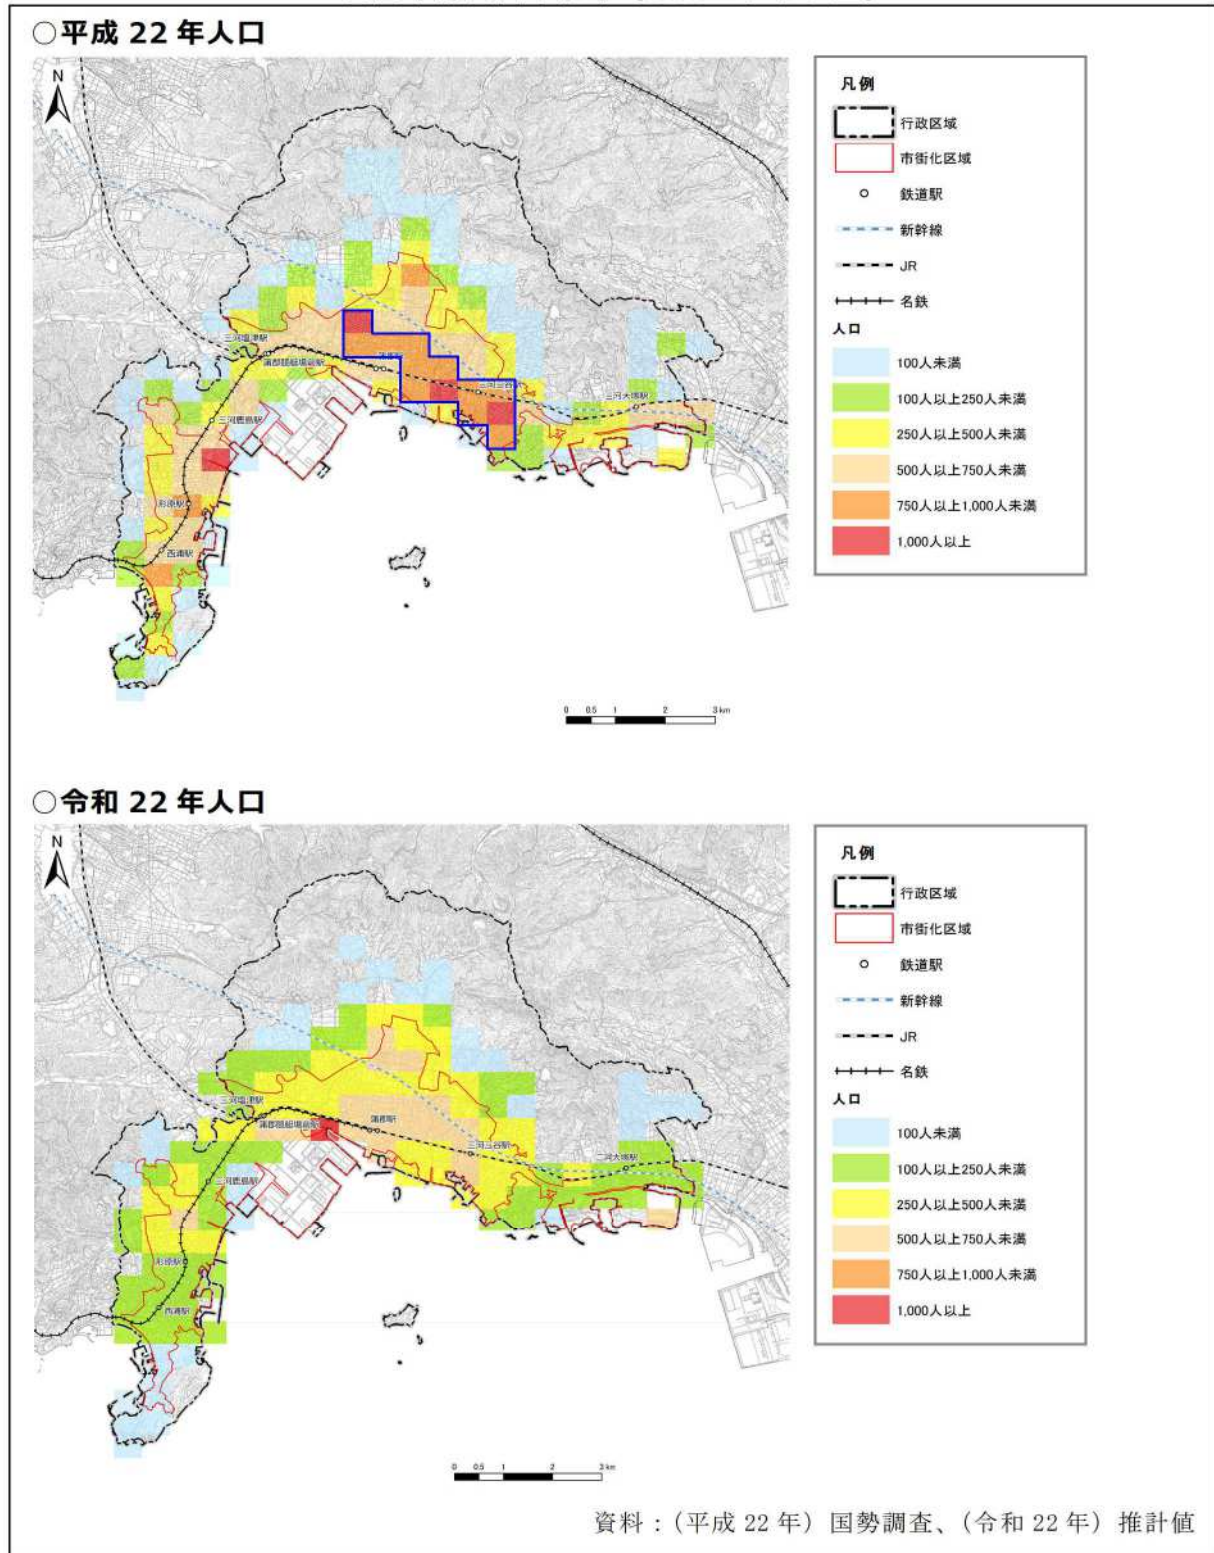 ○平成 22 年人口
N
三河塩津駅
蒲郡競艇場前駅
三河三谷駅
三河大塚駅
三河鹿島駅
形原駅
西浦駅
0 0.5 1 2 3 km
凡例
行政区域
市街化区域
鉄道駅
新幹線
JR
名鉄
人口
100人未満
100人以上250人未満
250人以上500人未満
500人以上750人未満
750人以上1,000人未満
1,000人以上
○令和 22 年人口
N
三河塩津駅
蒲郡競艇場前駅
蒲郡駅
三河三谷駅
三河大塚駅
三河鹿島駅
形原駅
西浦駅
0 0.5 1 2 3 km
凡例
行政区域
市街化区域
鉄道駅
新幹線
JR
名鉄
人口
100人未満
100人以上250人未満
250人以上500人未満
500人以上750人未満
750人以上1,000人未満
1,000人以上
資料：（平成 22 年）国勢調査、（令和 22 年）推計値